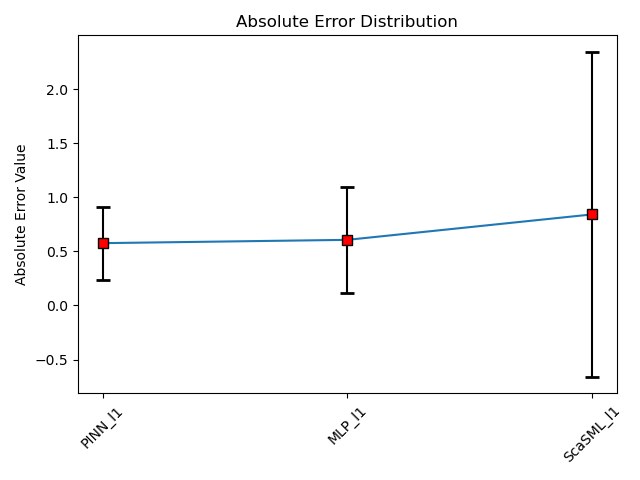 Absolute Error Distribution
Absolute Error Value
2.0
1.5
1.0
0.5
0.0
−0.5
PINN_l1
MLP_l1
ScaSML_l1